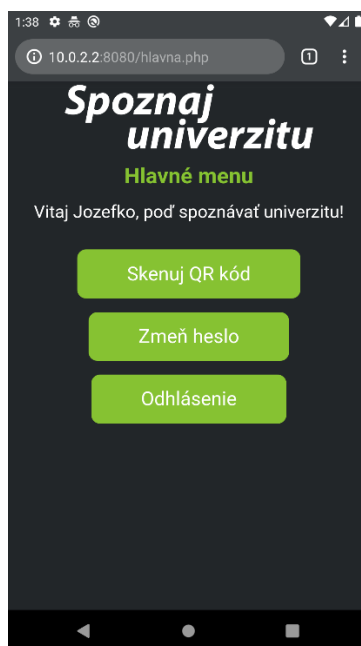 1:38
10.0.2.2:8080/hlavna.php 1
Spoznaj
univerzitu
Hlavné menu
Vitaj Jozefko, poď spoznávať univerzitu!
Skenuj QR kód
Zmeň heslo
Odhlásenie